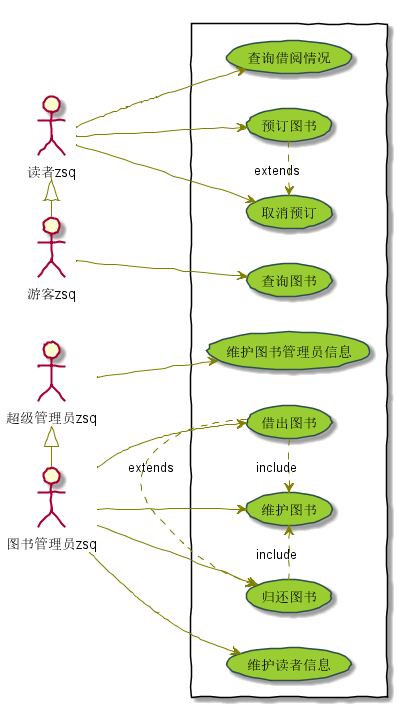 查询借阅情况
预订图书
读者zsq
extends
取消预订
查询图书
游客zsq
维护图书管理员信息
超级管理员zsq
借出图书
extends
include
维护图书
图书管理员zsq
include
归还图书
维护读者信息